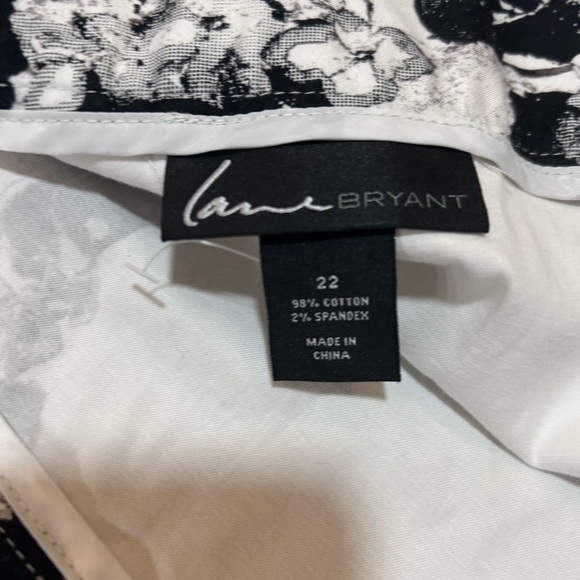 lane BRYANT
22
98% COTTON
2% SPANDEX
MADE IN
CHINA